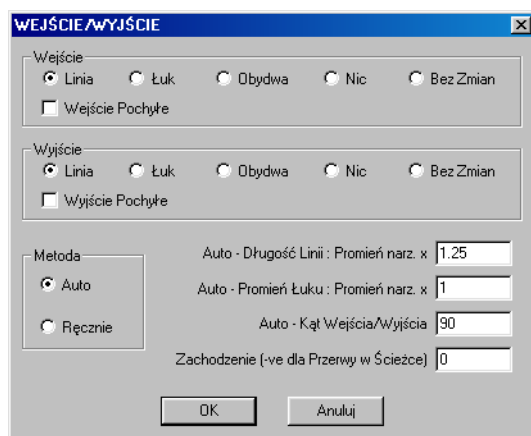 WEJŚCIE/WYJŚCIE
Wejście
Linia Łuk Obydwa Nic Bez Zmian
Wejście Pochyłe
Wyjście
Linia Łuk Obydwa Nic Bez Zmian
Wyjście Pochyłe
Metoda
Auto
Ręcznie
Auto - Długość Linii : Promień narz. x 1.25
Auto - Promień Łuku : Promień narz. x 1
Auto - Kąt Wejścia/Wyjścia 90
Zachodzenie (-ve dla Przerwy w Ścieżce) 0
OK Anuluj